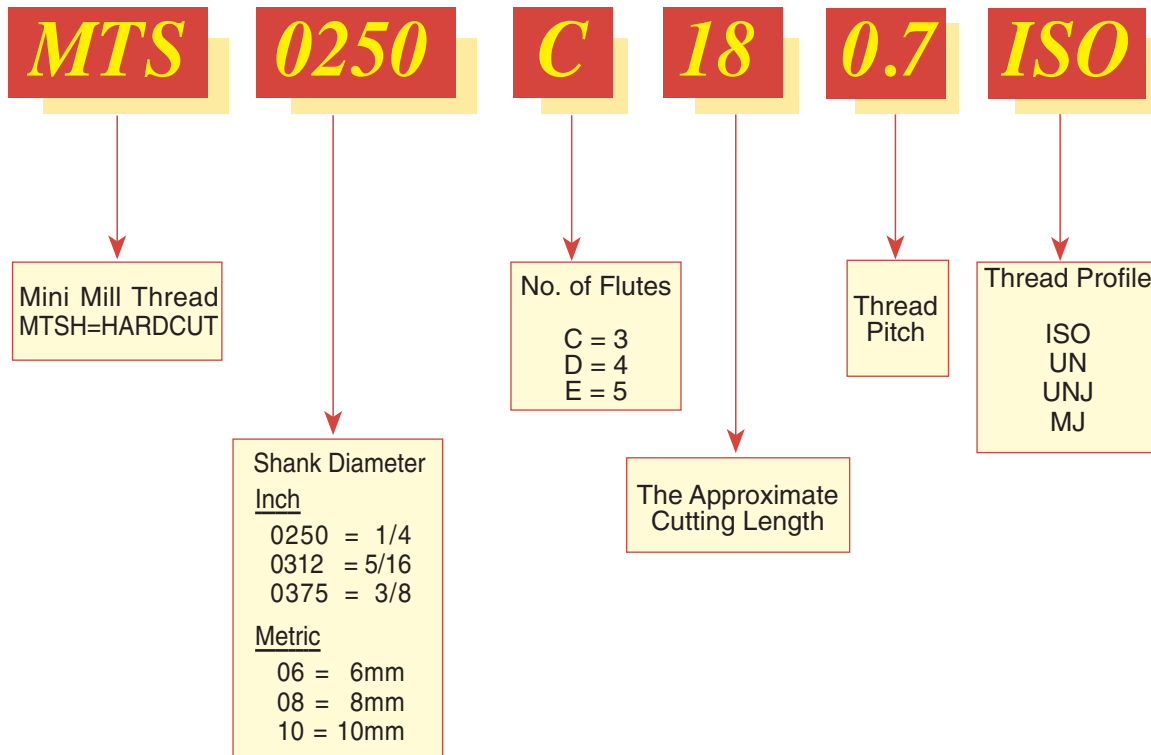 MTS 0250 C 18 0.7 ISO
Mini Mill Thread
MTSH=HARDCUT
Shank Diameter
Inch
0250 = 1/4
0312 = 5/16
0375 = 3/8
Metric
06 = 6mm
08 = 8mm
10 = 10mm
No. of Flutes
C = 3
D = 4
E = 5
The Approximate
Cutting Length
Thread
Pitch
Thread Profile
ISO
UN
UNJ
MJ